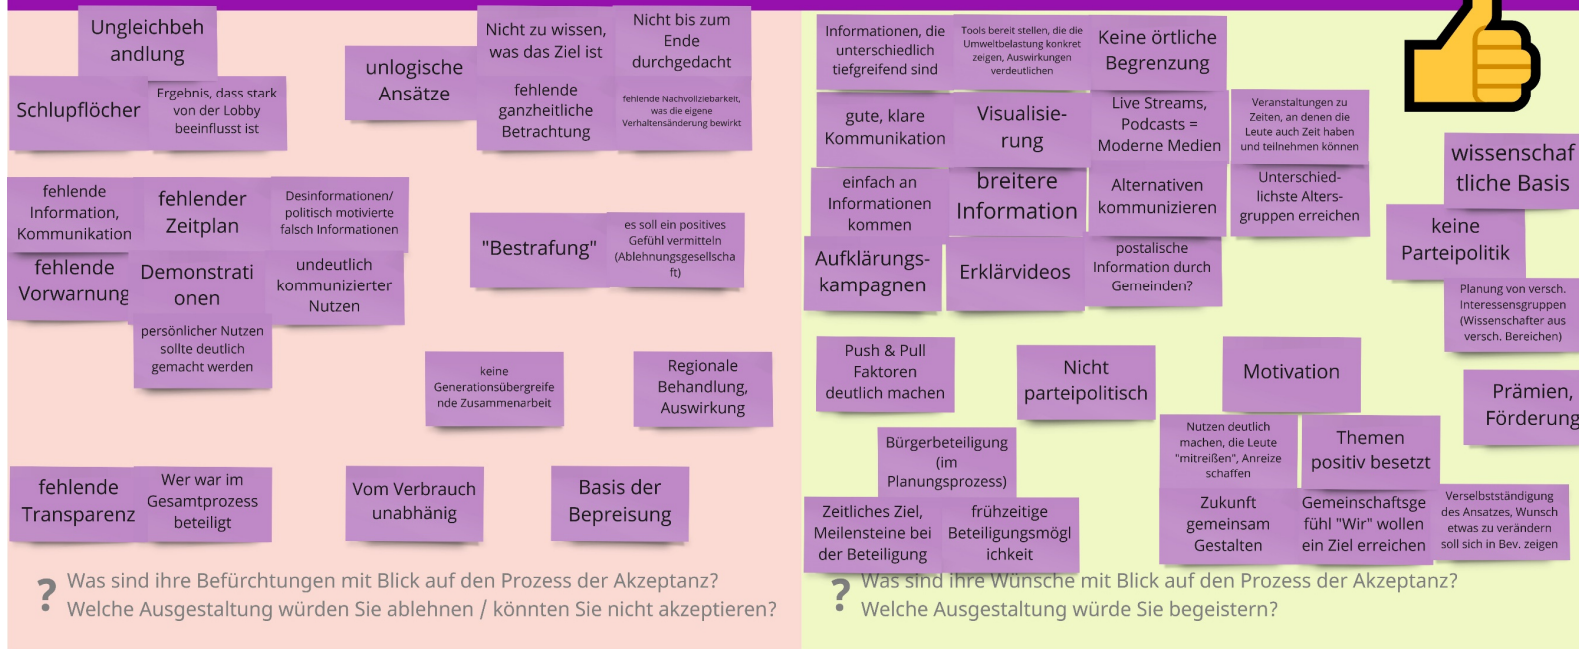 Ungleichbeh
andlung
Schlupflöcher
Ergebnis, dass stark
von der Lobby
beeinflusst ist
unlogische
Ansätze
Nicht zu wissen,
was das Ziel ist
Nicht bis zum
Ende
durchgedacht
fehlende
ganzheitliche
Betrachtung
fehlende Nachvollziebarkeit,
was die eigene
Verhaltensänderung bewirkt
fehlende
Information,
Kommunikation
fehlender
Zeitplan
Desinformationen/
politisch motivierte
falsch Informationen
fehlende
Vorwarnung
Demonstrati
onen
undeutlich
kommunizierter
Nutzen
persönlicher Nutzen
sollte deutlich
gemacht werden
"Bestrafung"
es soll ein positives
Gefühl vermitteln
(Ablehnungsgesellscha
ft)
keine
Generationsübergreife
nde Zusammenarbeit
Regionale
Behandlung,
Auswirkung
fehlende
Transparenz
Wer war im
Gesamtprozess
beteiligt
Vom Verbrauch
unabhänig
Basis der
Bepreisung
? Was sind ihre Befürchtungen mit Blick auf den Prozess der Akzeptanz?
Welche Ausgestaltung würden Sie ablehnen / könnten Sie nicht akzeptieren?
Informationen, die
unterschiedlich
tiefgreifend sind
Tools bereit stellen, die die
Umweltbelastung konkret
zeigen, Auswirkungen
verdeutlichen
Keine örtliche
Begrenzung
gute, klare
Kommunikation
Visualisie-
rung
Live Streams,
Podcasts =
Moderne Medien
Veranstaltungen zu
Zeiten, an denen die
Leute auch Zeit haben
und teilnehmen können
einfach an
Informationen
kommen
breitere
Information
Alternativen
kommunizieren
Unterschied-
lichste Alters-
gruppen erreichen
Aufklärungs-
kampagnen
Erklärvideos
postalische
Information durch
Gemeinden?
wissenschaf
tliche Basis
keine
Parteipolitik
Planung von versch.
Interessensgruppen
(Wissenschafter aus
versch. Bereichen)
Push & Pull
Faktoren
deutlich machen
Nicht
parteipolitisch
Motivation
Prämien,
Förderung
Bürgerbeteiligung
(im
Planungsprozess)
Zeitliches Ziel,
Meilensteine bei
der Beteiligung
frühzeitige
Beteiligungsmögl
ichkeit
Nutzen deutlich
machen, die Leute
"mitreißen", Anreize
schaffen
Themen
positiv besetzt
Zukunft
gemeinsam
Gestalten
Gemeinschaftsge
fühl "Wir" wollen
ein Ziel erreichen
Verselbstständigung
des Ansatzes, Wunsch
etwas zu verändern
soll sich in Bev. zeigen
? Was sind ihre Wünsche mit Blick auf den Prozess der Akzeptanz?
Welche Ausgestaltung würde Sie begeistern?